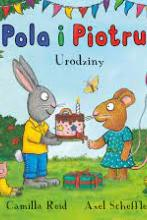 Pola i Piotru
Urodziny
Camilla Reid
Axel Scheffle